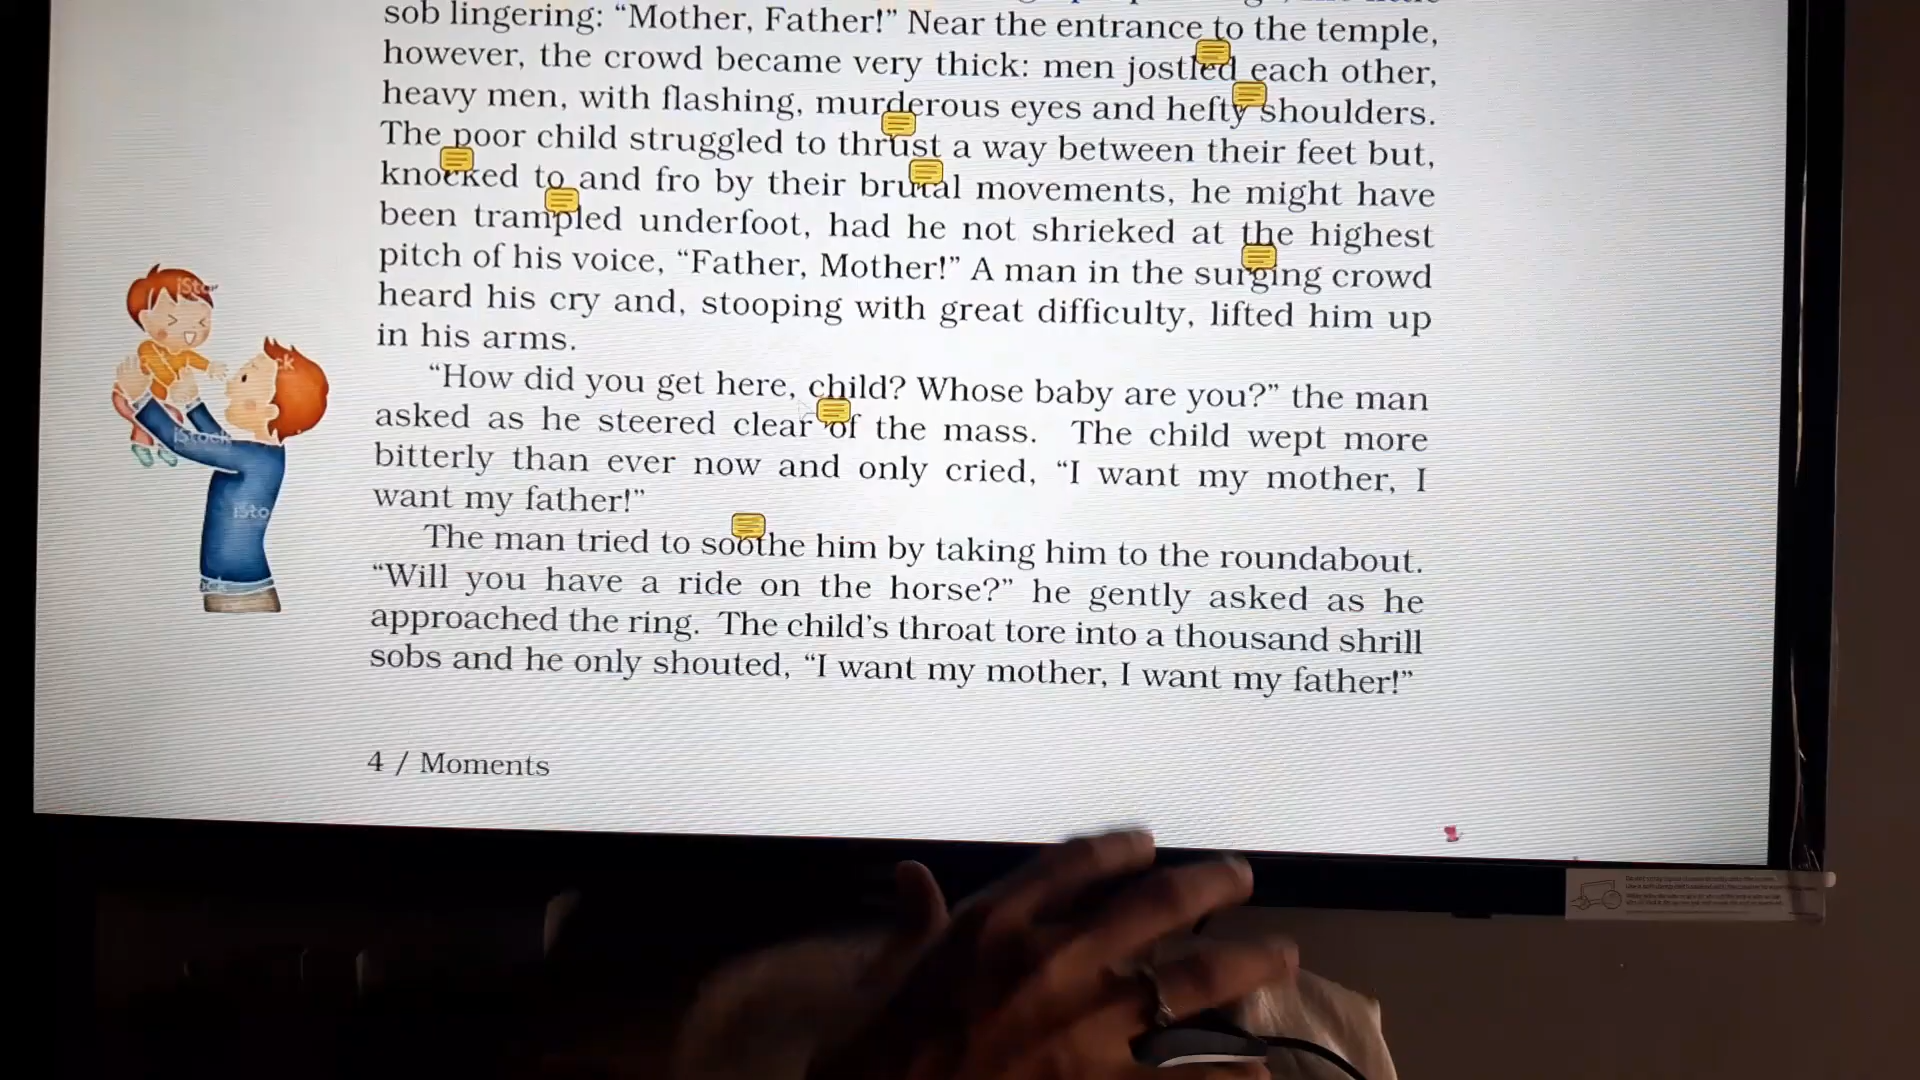 sob lingering: “Mother, Father!” Near the entrance to the temple,
however, the crowd became very thick: men jostled each other,
heavy men, with flashing, murderous eyes and hefty shoulders.
The poor child struggled to thrust a way between their feet but,
knocked to and fro by their brutal movements, he might have
been trampled underfoot, had he not shrieked at the highest
pitch of his voice, “Father, Mother!” A man in the surging crowd
heard his cry and, stooping with great difficulty, lifted him up
in his arms.
“How did you get here, child? Whose baby are you?” the man
asked as he steered clear of the mass. The child wept more
bitterly than ever now and only cried, “I want my mother, I
want my father!”
The man tried to soothe him by taking him to the roundabout.
“Will you have a ride on the horse?” he gently asked as he
approached the ring. The child’s throat tore into a thousand shrill
sobs and he only shouted, “I want my mother, I want my father!”
4 / Moments
iStock